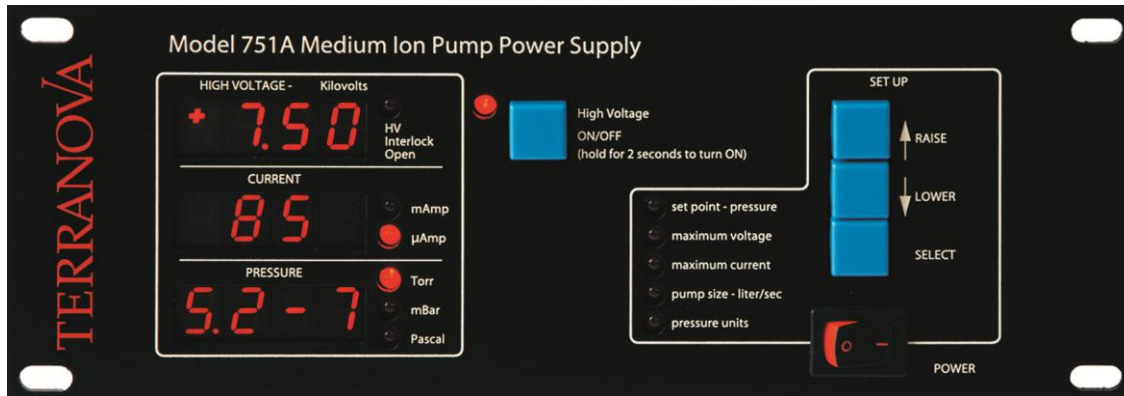 TERRANOVA
Model 751A Medium Ion Pump Power Supply
HIGH VOLTAGE - Kilovolts
+ 7.50
HV
Interlock
Open
CURRENT
85
mAmp
µAmp
PRESSURE
5.2 - 7
Torr
mBar
Pascal
High Voltage
ON/OFF
(hold for 2 seconds to turn ON)
SET UP
RAISE
LOWER
SELECT
set point - pressure
maximum voltage
maximum current
pump size - liter/sec
pressure units
O –
POWER